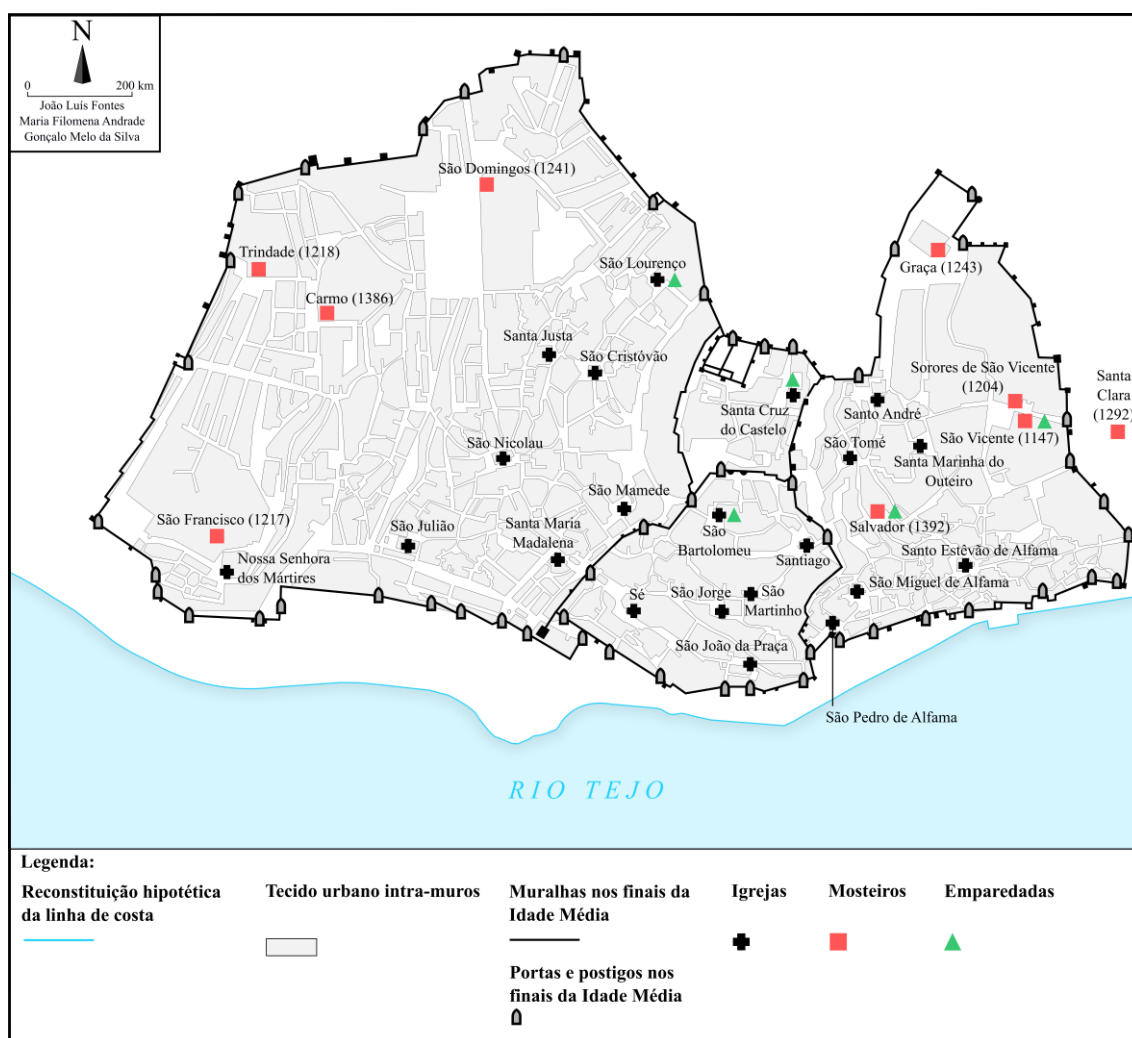 N
0
200 km
João Luís Fontes
Maria Filomena Andrade
Gonçalo Melo da Silva
São Domingos (1241)
Trindade (1218)
Carmo (1386)
São Lourenço
Graça (1243)
Santa Justa
São Cristóvão
Sorores de São Vicente
(1204)
Santa
Clara
(1292)
Santa Cruz
do Castelo
Santo André
São Vicente (1147)
São Nicolau
São Tomé
Santa Marinha do
Outeiro
São Mamede
São Francisco (1217)
São Julião
Santa Maria
Madalena
São
Bartolomeu
Salvador (1392)
Nossa Senhora
dos Mártires
Santiago
Santo Estêvão de Alfama
São Miguel de Alfama
Sé
São Jorge
São
Martinho
São João da Praça
São Pedro de Alfama
RIO TEJO
Legenda:
Reconstituição hipotética
da linha de costa
Tecido urbano intra-muros
Muralhas nos finais da
Idade Média
Portas e postigos nos
finais da Idade Média
Igrejas
Mosteiros
Emparedadas